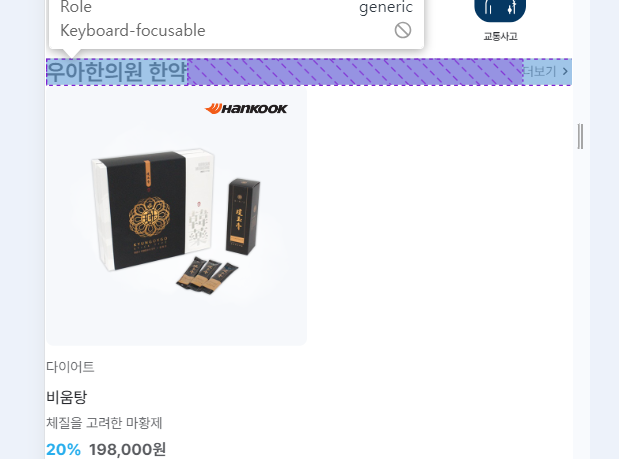 Role generic
Keyboard-focusable
교통사고
우아한의원 한약
더보기 >
HANKOOK
다이어트
비움탕
체질을 고려한 마황제
20% 198,000원